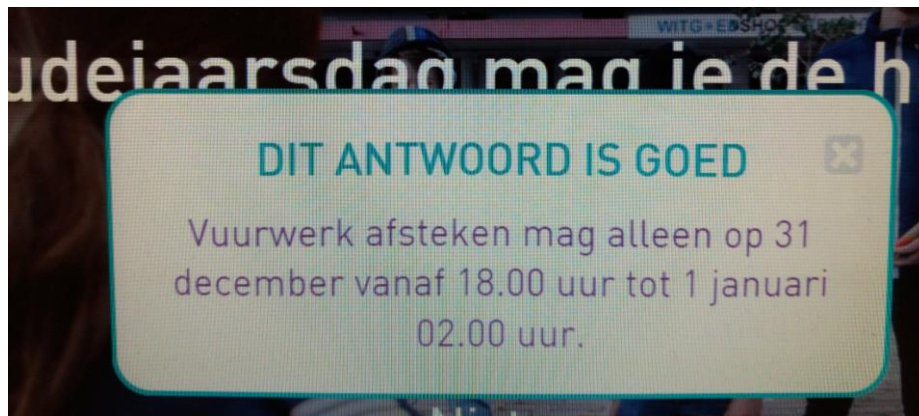 WITG
udejaarsdag mag je de h
DIT ANTWOORD IS GOED
Vuurwerk afsteken mag alleen op 31
december vanaf 18.00 uur tot 1 januari
02.00 uur.